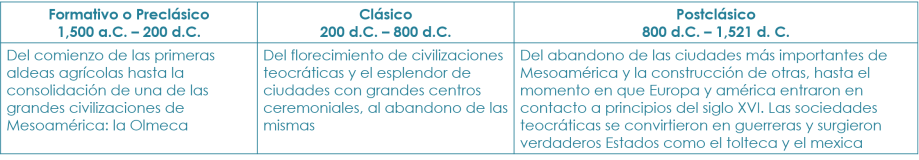 Formativo o Preclásico
1,500 a.C. – 200 d.C.
Clásico
200 d.C. – 800 d.C.
Postclásico
800 d.C. – 1,521 d. C.
Del comienzo de las primeras
aldeas agrícolas hasta la
consolidación de una de las
grandes civilizaciones de
Mesoamérica: la Olmeca
Del florecimiento de civilizaciones
teocráticas y el esplendor de
ciudades con grandes centros
ceremoniales, al abandono de las
mismas
Del abandono de las ciudades más importantes de
Mesoamérica y la construcción de otras, hasta el
momento en que Europa y américa entraron en
contacto a principios del siglo XVI. Las sociedades
teocráticas se convirtieron en guerreras y surgieron
verdaderos Estados como el tolteca y el mexica